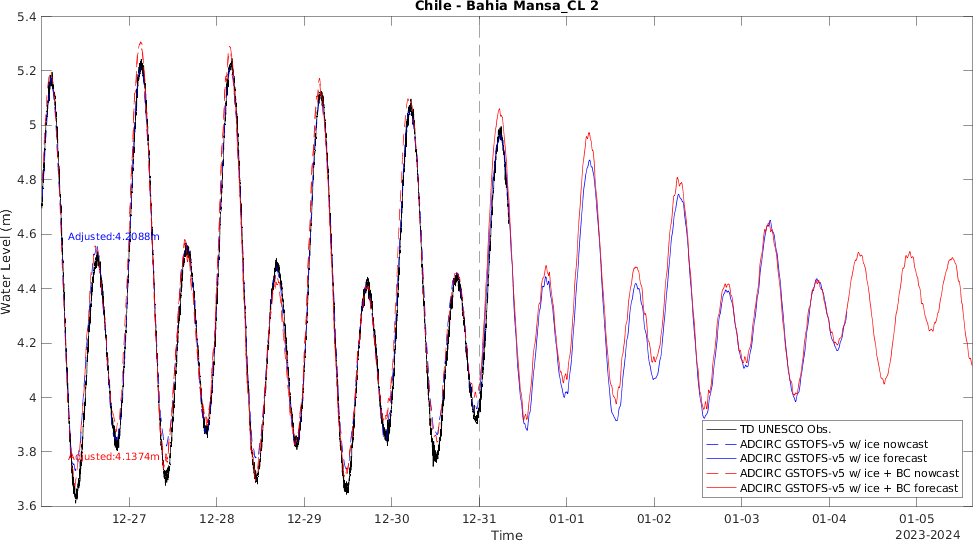 Chile - Bahia Mansa_CL 2
5.4
5.2
5
4.8
4.6
4.4
4.2
4
3.8
3.6
Water Level (m)
Adjusted:4.2088m
Adjusted:4.1374m
TD UNESCO Obs.
ADCIRC GSTOFS-v5 w/ ice nowcast
ADCIRC GSTOFS-v5 w/ ice forecast
ADCIRC GSTOFS-v5 w/ ice + BC nowcast
ADCIRC GSTOFS-v5 w/ ice + BC forecast
12-27 12-28 12-29 12-30 12-31 01-01 01-02 01-03 01-04 01-05
Time
2023-2024